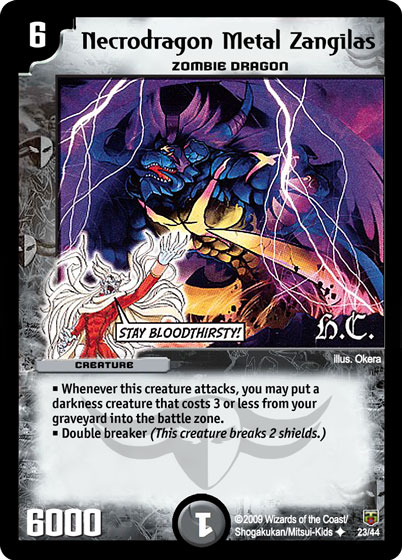 6 Necrodragon Metal Zangilas
ZOMBIE DRAGON
STAY BLOODTHIRSTY!
H.C.
illus. Okera
CREATURE
▪ Whenever this creature attacks, you may put a
darkness creature that costs 3 or less from your
graveyard into the battle zone.
▪ Double breaker (This creature breaks 2 shields.)
6000
1
©2009 Wizards of the Coast/
Shogakukan/Mitsui-Kids ✦ 23/44